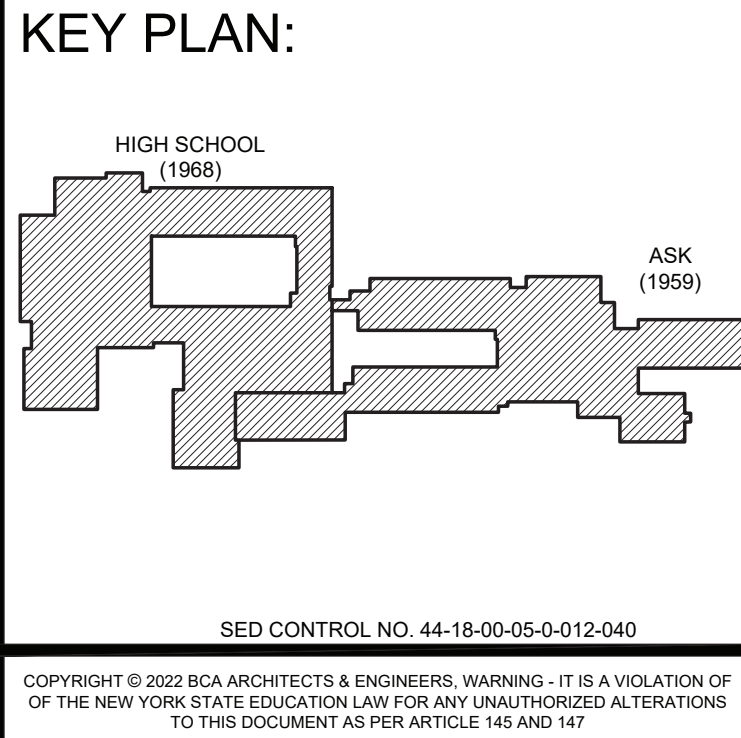 KEY PLAN:
HIGH SCHOOL
(1968)
ASK
(1959)
SED CONTROL NO. 44-18-00-05-0-012-040
COPYRIGHT © 2022 BCA ARCHITECTS & ENGINEERS, WARNING - IT IS A VIOLATION OF
OF THE NEW YORK STATE EDUCATION LAW FOR ANY UNAUTHORIZED ALTERATIONS
TO THIS DOCUMENT AS PER ARTICLE 145 AND 147